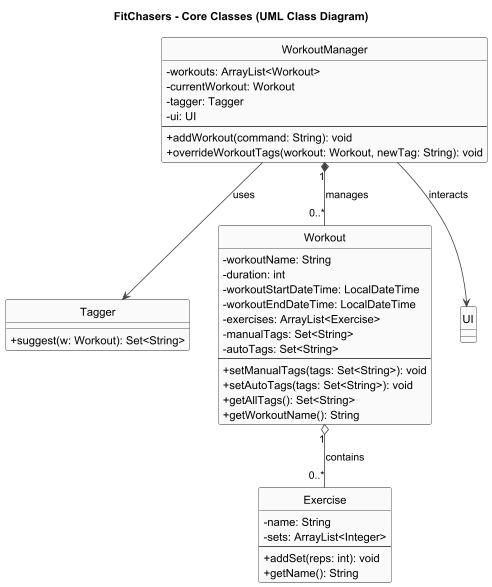 FitChasers - Core Classes (UML Class Diagram)
WorkoutManager
-workouts: ArrayList<Workout>
-currentWorkout: Workout
-tagger: Tagger
-ui: UI
+addWorkout(command: String): void
+overrideWorkoutTags(workout: Workout, newTag: String): void
1
uses
manages
interacts
0..*
Workout
-workoutName: String
-duration: int
-workoutStartDateTime: LocalDateTime
-workoutEndDateTime: LocalDateTime
-exercises: ArrayList<Exercise>
-manualTags: Set<String>
-autoTags: Set<String>
+setManualTags(tags: Set<String>): void
+setAutoTags(tags: Set<String>): void
+getAllTags(): Set<String>
+getWorkoutName(): String
Tagger
+suggest(w: Workout): Set<String>
UI
1
contains
0..*
Exercise
-name: String
-sets: ArrayList<Integer>
+addSet(reps: int): void
+getName(): String